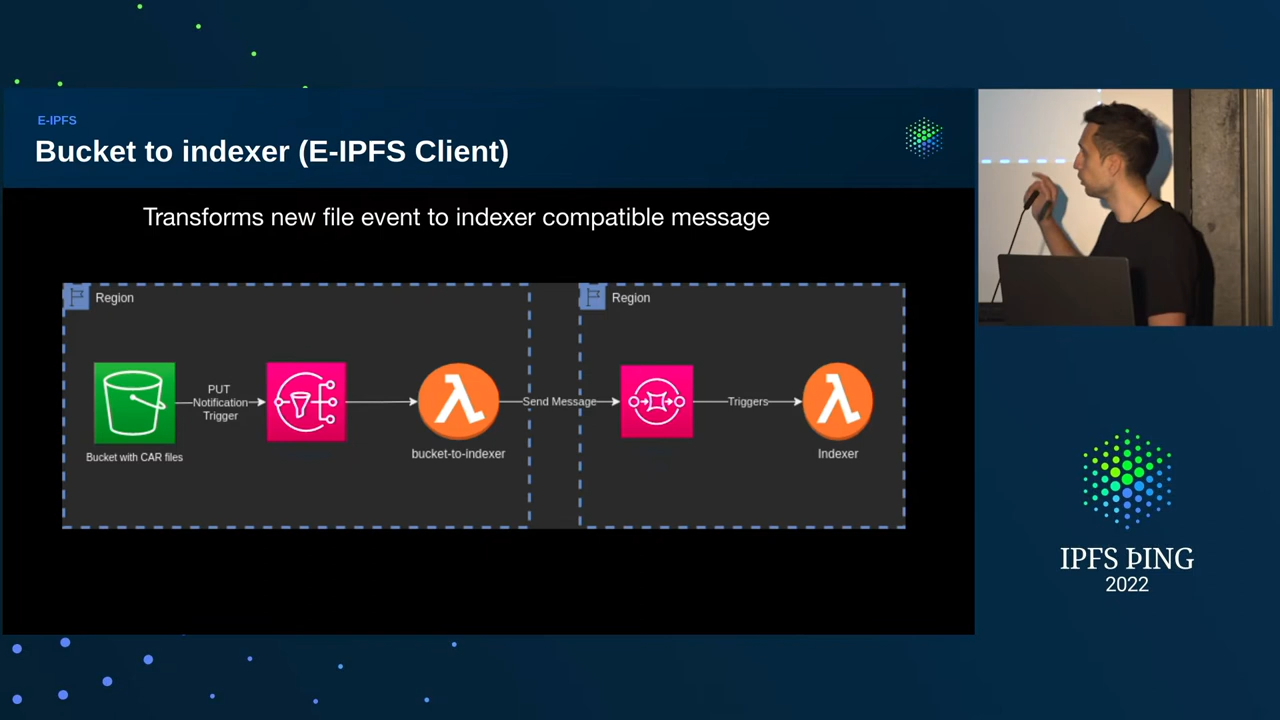 E-IPFS
Bucket to indexer (E-IPFS Client)
Transforms new file event to indexer compatible message
Region
Region
PUT
Notification
Trigger
Send Message
Triggers
Bucket with CAR files
bucket-to-indexer
Indexer
IPFS ÞING
2022